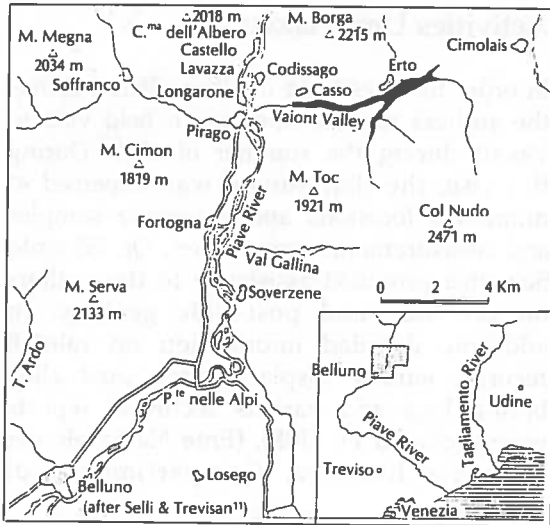 Activities
2018 m
C.ma dell'Albero
M. Borga
2215 m
Cimolais
M. Megna
2034 m
Castello
Lavazza
Codissago
Erto
Soffranco
Longarone
Casso
Pirago
Vaiont Valley
M. Cimon
1819 m
M. Toc
1921 m
Col Nudo
2471 m
Fortogna
Piave River
Val Gallina
Soverzene
M. Serva
2133 m
0 2 4 Km
T. Ardo
P.te nelle Alpi
Belluno
(after Selli & Trevisan¹¹)
Losego
Belluno
Tagliamento River
Udine
Piave River
Treviso
Venezia